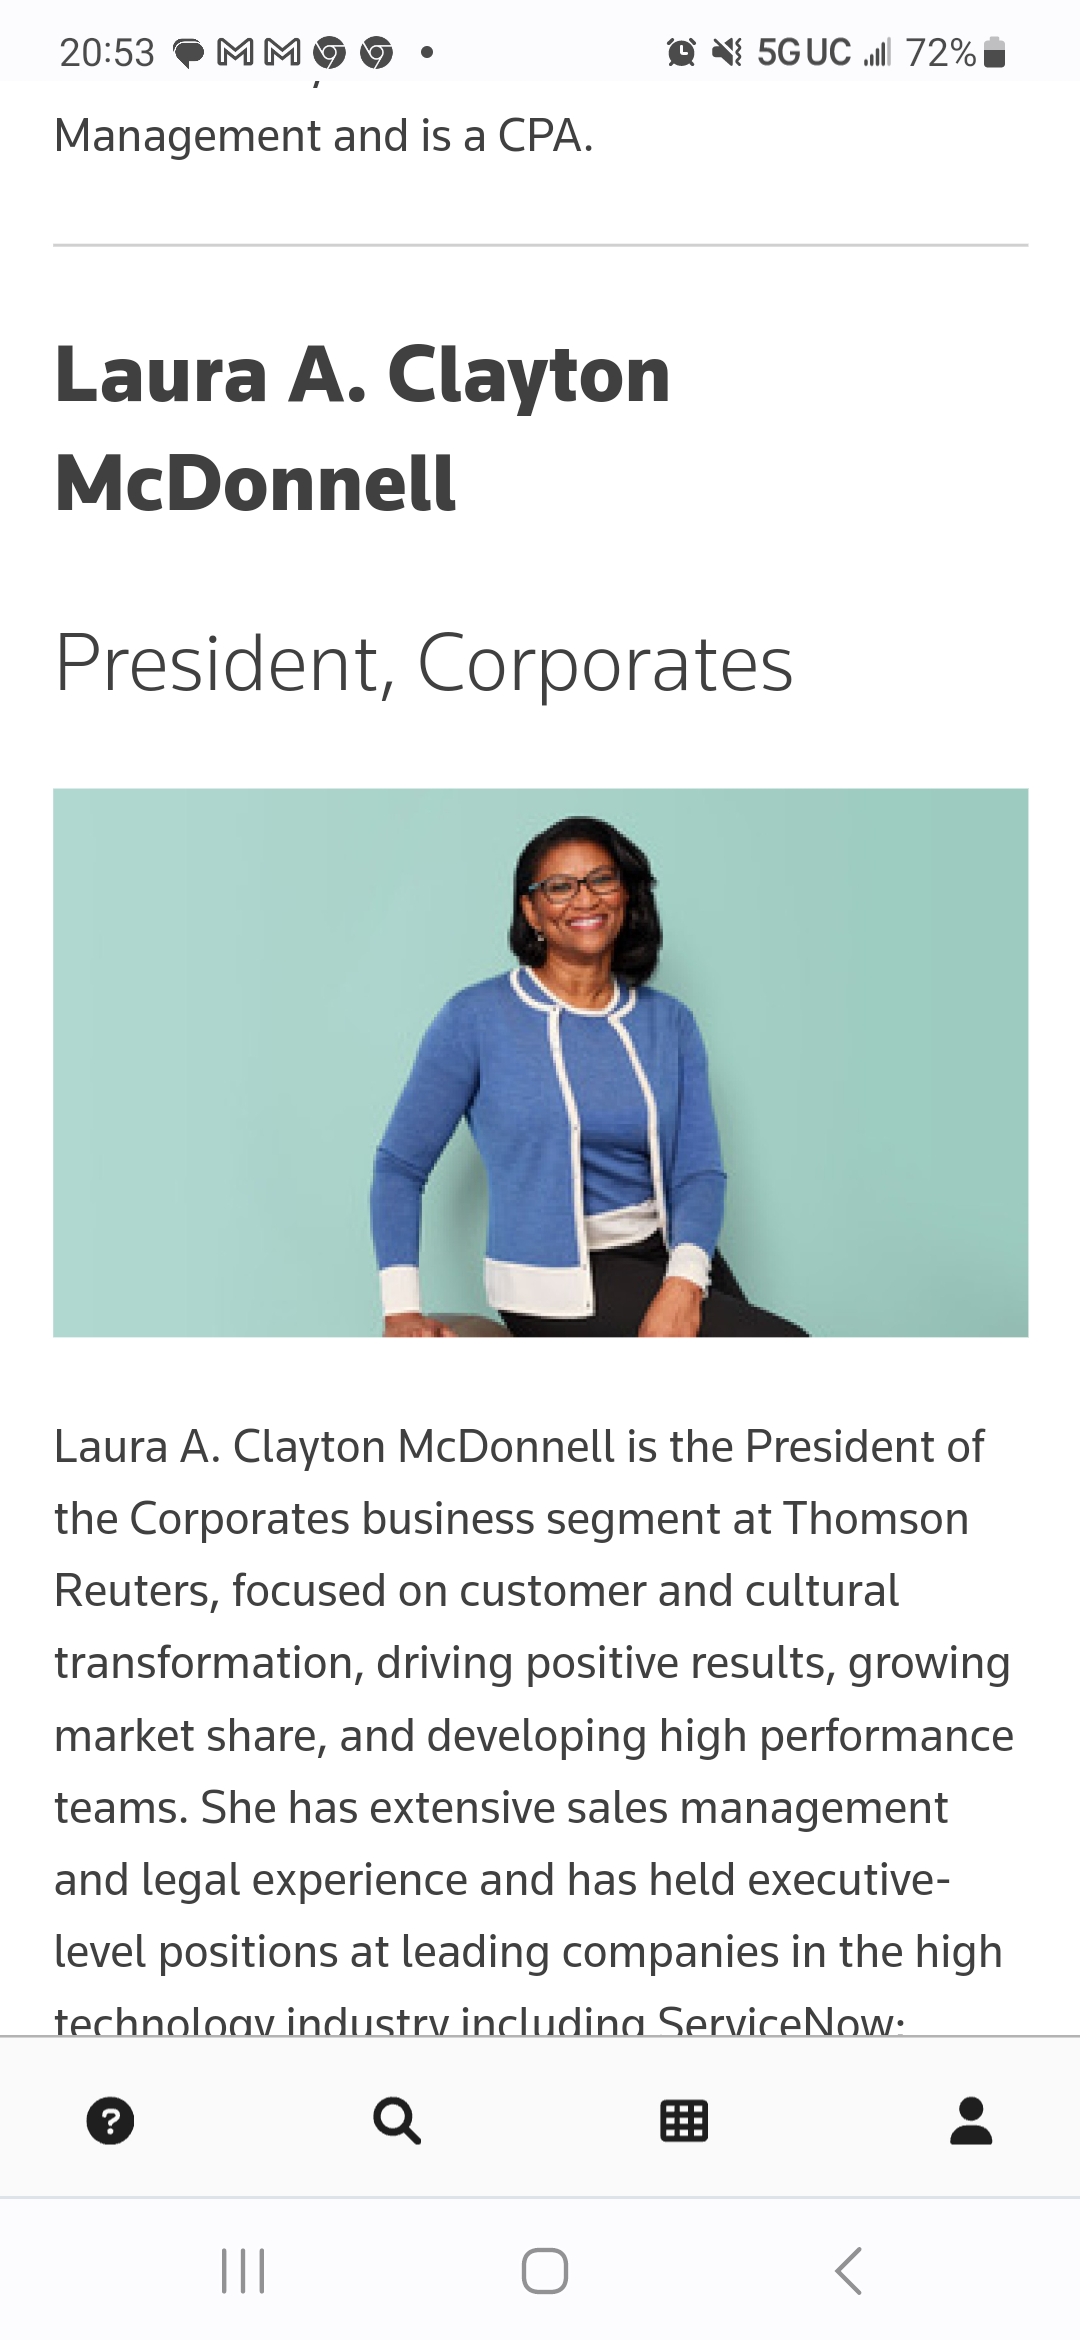 20:53
5G UC 72%
Management and is a CPA.
Laura A. Clayton
McDonnell
President, Corporates
Laura A. Clayton McDonnell is the President of
the Corporates business segment at Thomson
Reuters, focused on customer and cultural
transformation, driving positive results, growing
market share, and developing high performance
teams. She has extensive sales management
and legal experience and has held executive-
level positions at leading companies in the high
technology industry including ServiceNow;